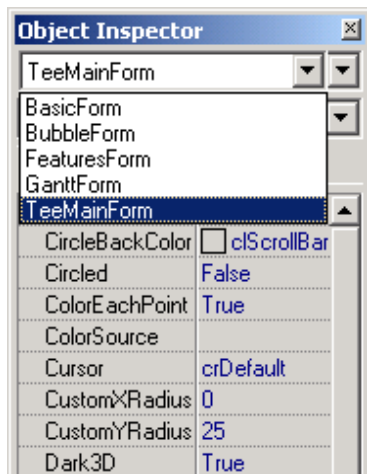 Object Inspector
TeeMainForm
BasicForm
BubbleForm
FeaturesForm
GanttForm
TeeMainForm
CircleBackColor clScrollBar
Circled False
ColorEachPoint True
ColorSource
Cursor crDefault
CustomXRadius 0
CustomYRadius 25
Dark3D True